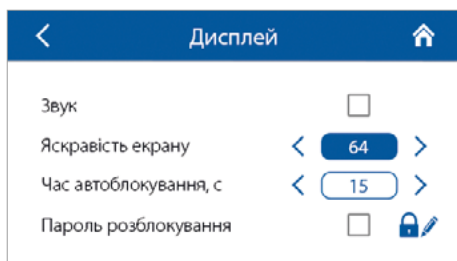 Дисплей
Звук
Яскравість екрану 64
Час автоблокування, с 15
Пароль розблокування